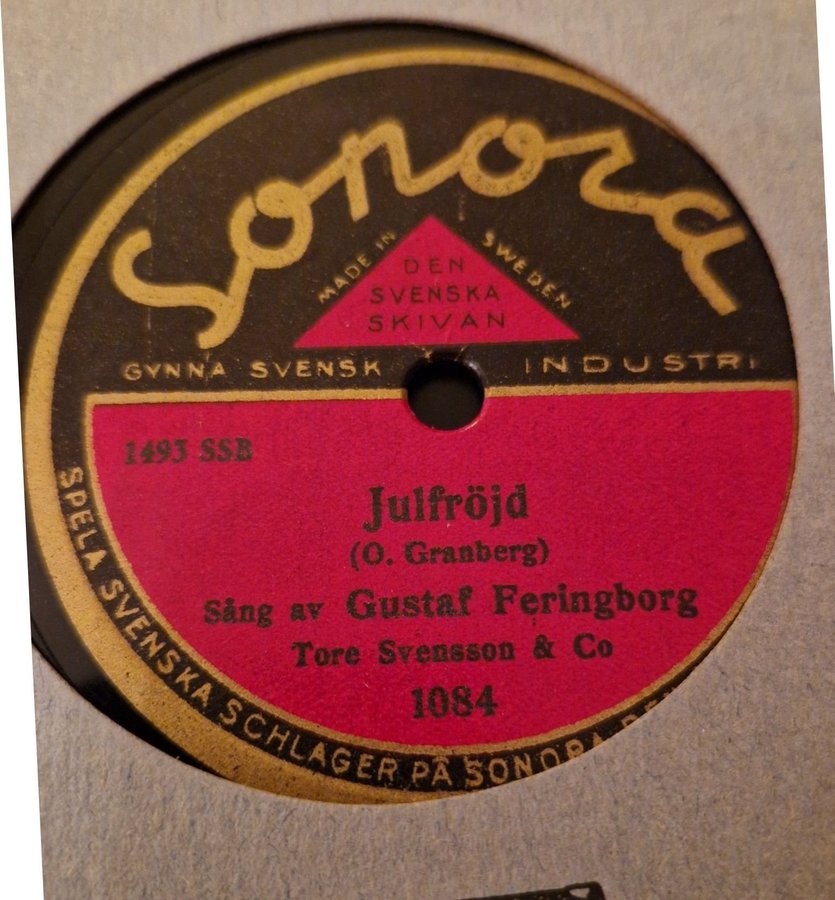 Sonora
MADE IN SWEDEN
DEN
SVENSKA
SKIVAN
GYNNA SVENSK INDUSTRI
1493 SSB
Julfröjd
(O. Granberg)
Sång av Gustaf Feringborg
Tore Svensson & Co
1084
SPELA SVENSKA SCHLAGER PÅ SONORA